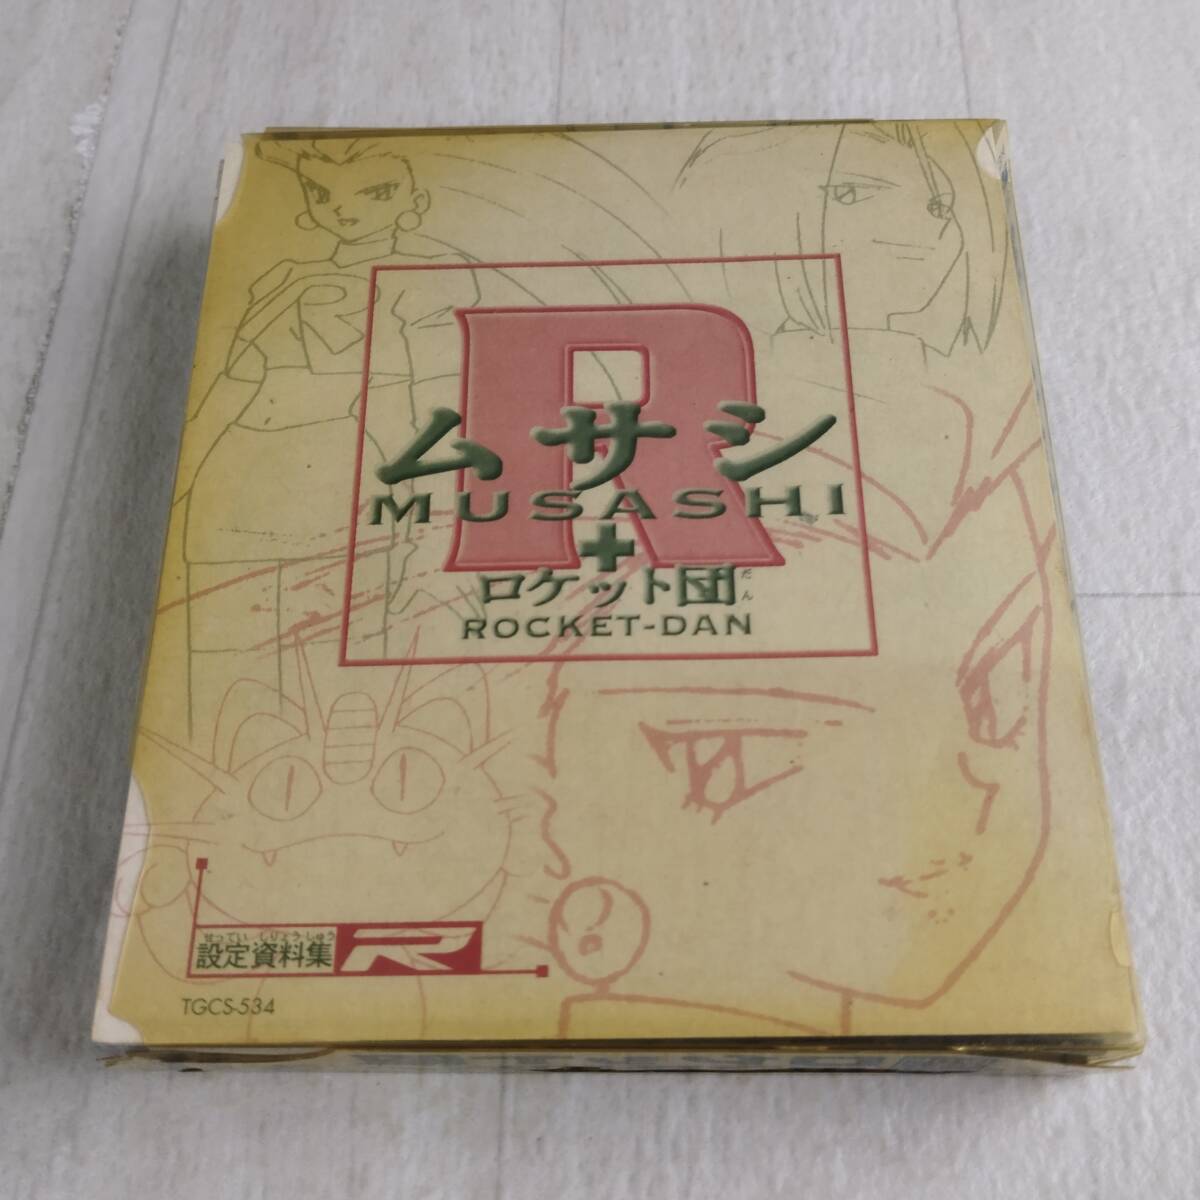 R
R
ムサシ
MUSASHI
+
ロケット団
だん
ROCKET-DAN
せってい しりょうしゅう
設定資料集 R
TGCS-534